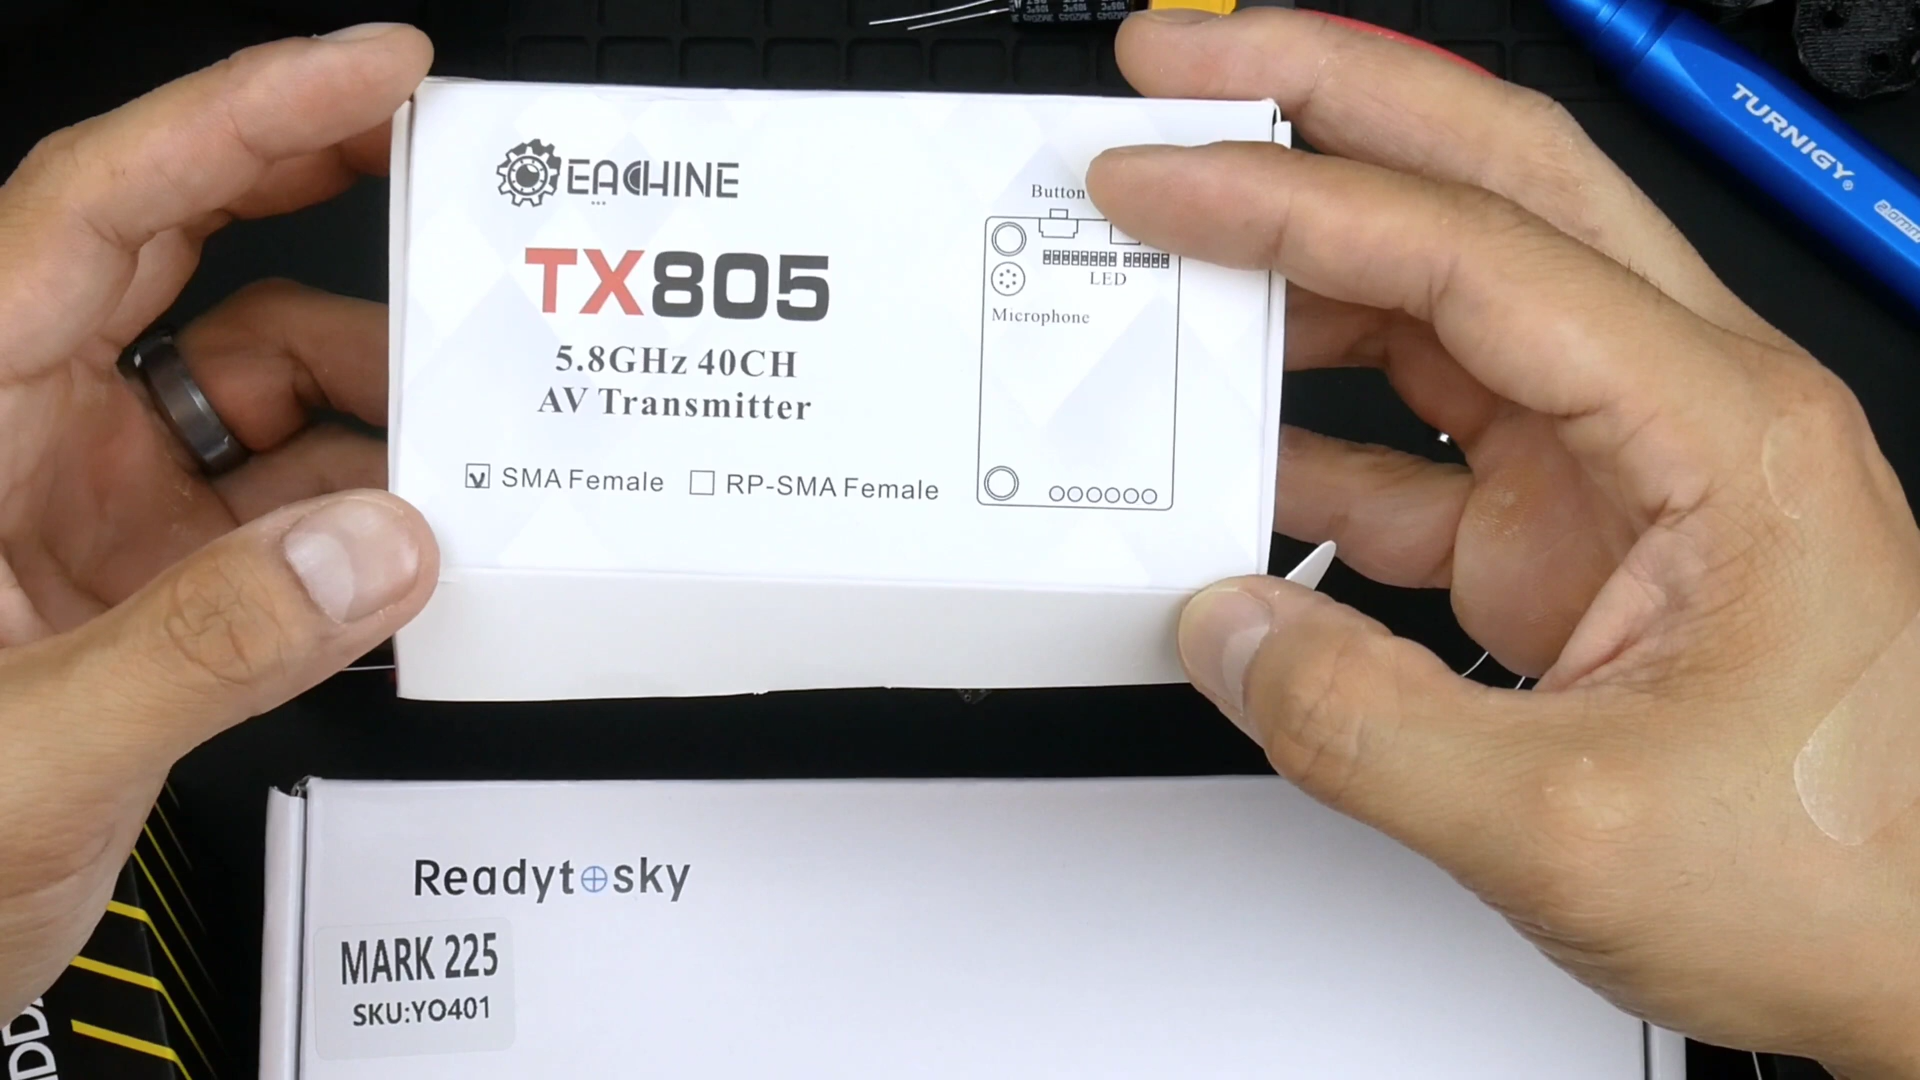 EACHINE
TX805
5.8GHz 40CH
AV Transmitter
SMA Female RP-SMA Female
Button
LED
Microphone
TURNIGY®
Readytosky
MARK 225
SKU:YO401